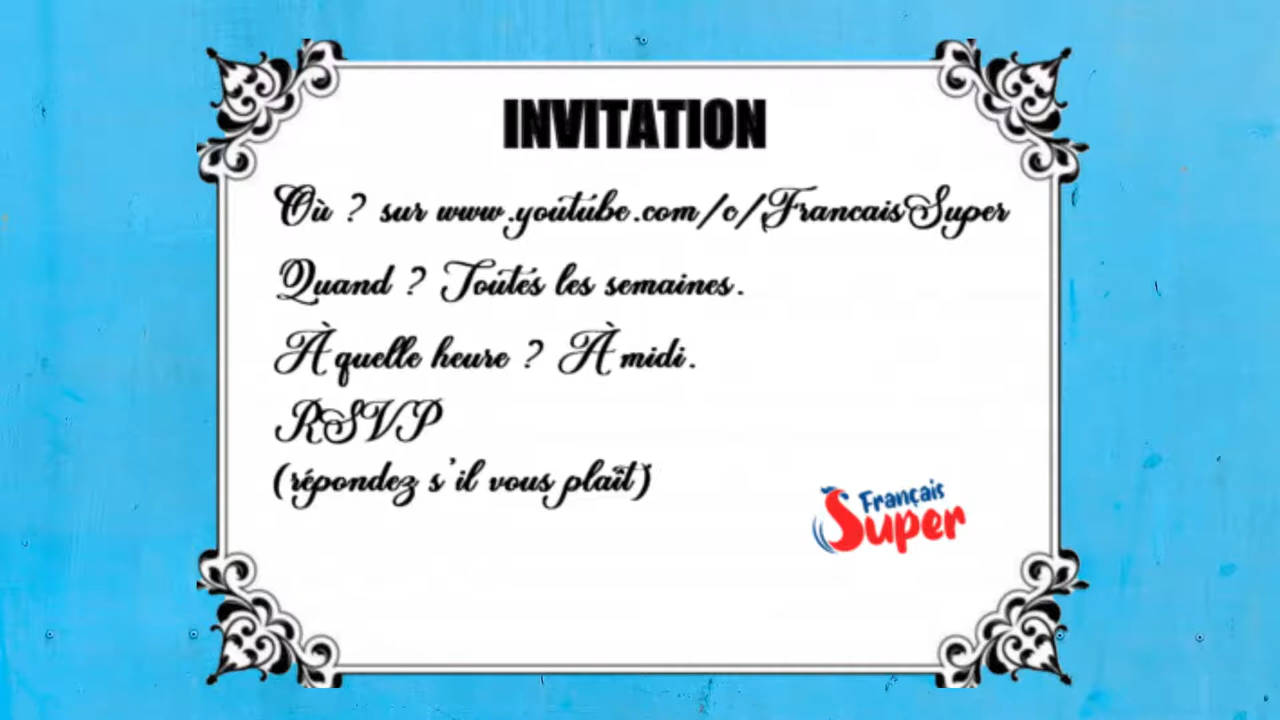 INVITATION
Où ? sur www.youtube.com/c/FrancaisSuper
Quand ? Toutes les semaines.
À quelle heure ? À midi.
RSVP
(répondez s'il vous plaît)
Français
Super